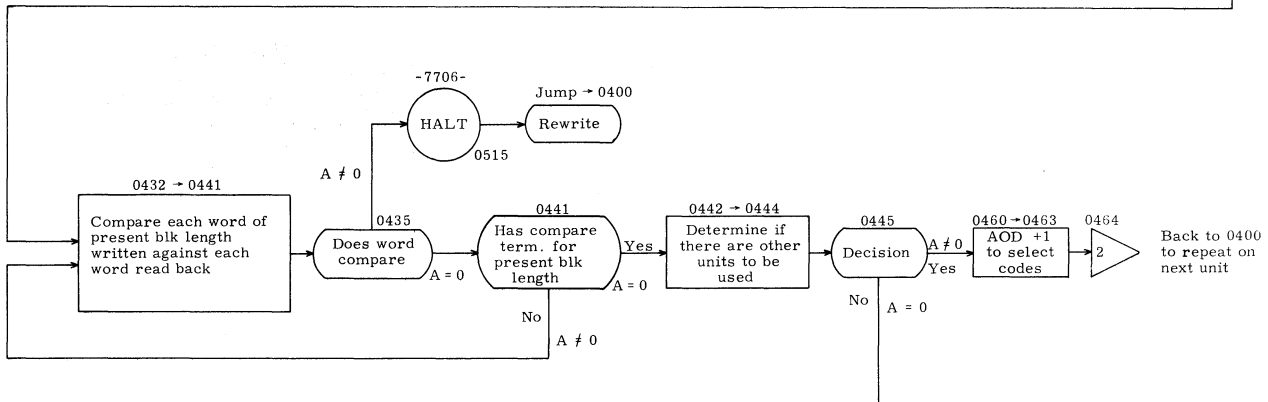 -7706-
HALT
0515
Jump → 0400
Rewrite
A ≠ 0
0432 → 0441
Compare each word of
present blk length
written against each
word read back
0435
Does word
compare
A = 0
0441
Has compare
term. for
present blk
length
Yes
A = 0
No
A ≠ 0
0442 → 0444
Determine if
there are other
units to be
used
0445
Decision
A ≠ 0
Yes
No
A = 0
0460 → 0463
AOD +1
to select
codes
0464
2
Back to 0400
to repeat on
next unit